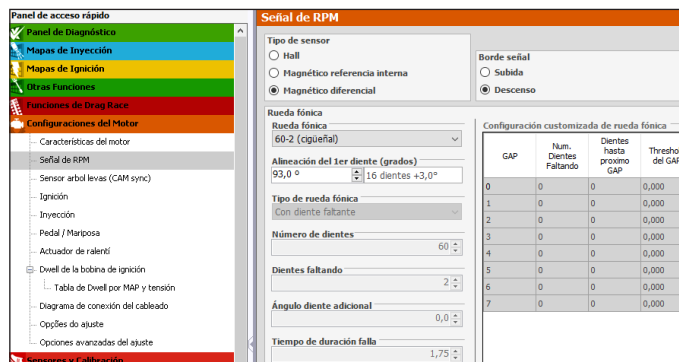 Panel de acceso rápido
Panel de Diagnóstico
Mapas de Inyección
Mapas de Ignición
Otras Funciones
Funciones de Drag Race
Configuraciones del Motor
Características del motor
Señal de RPM
Sensor arbol levas (CAM sync)
Ignición
Inyección
Pedal / Mariposa
Actuador de ralentí
Dwell de la bobina de ignición
Tabla de Dwell por MAP y tensión
Diagrama de conexión del cableado
Opções do ajuste
Opciones avanzadas del ajuste
Sensores y Calibración
Señal de RPM
Tipo de sensor
Hall
Magnético referencia interna
Magnético diferencial
Borde señal
Subida
Descenso
Rueda fónica
Rueda fónica
60-2 (cigüeñal)
Alineación del 1er diente (grados)
93,0 º 16 dientes +3,0°
Tipo de rueda fónica
Con diente faltante
Número de dientes
60
Dientes faltando
2
Ángulo diente adicional
0,0
Tiempo de duración falla
1,75
Configuración customizada de rueda fónica
GAP Num. Dientes Faltando Dientes hasta proximo GAP Thresho del GAP
0 0 0 0,000
1 0 0 0,000
2 0 0 0,000
3 0 0 0,000
4 0 0 0,000
5 0 0 0,000
6 0 0 0,000
7 0 0 0,000